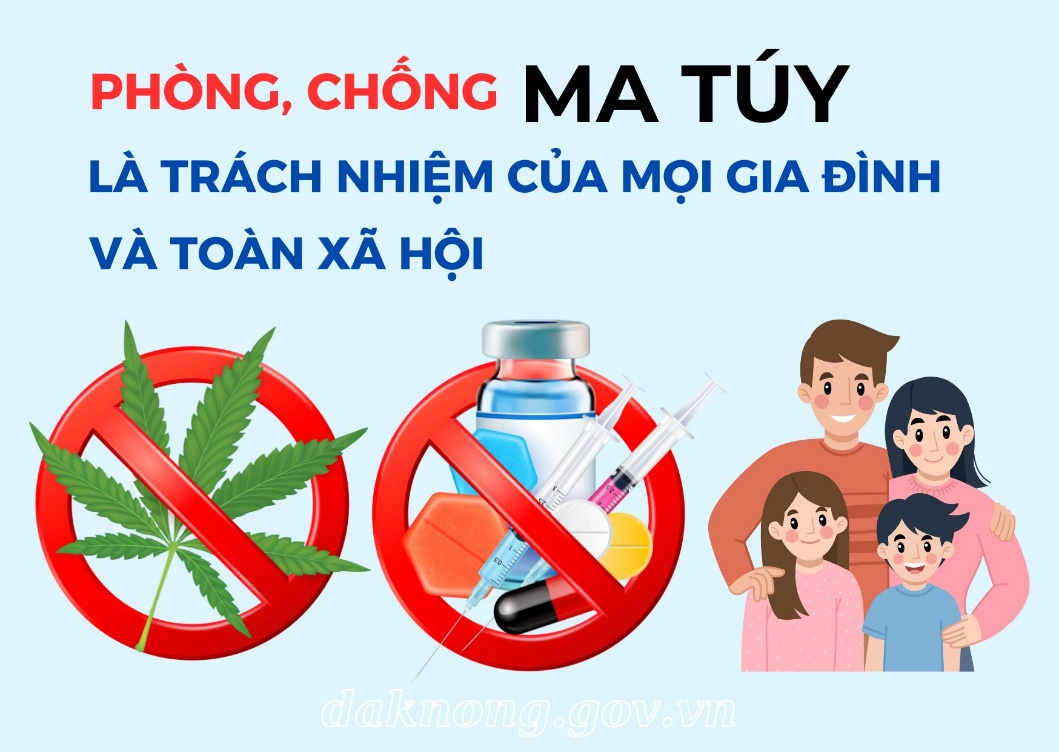 PHÒNG, CHỐNG MA TÚY
LÀ TRÁCH NHIỆM CỦA MỌI GIA ĐÌNH
VÀ TOÀN XÃ HỘI
daknong.gov.vn